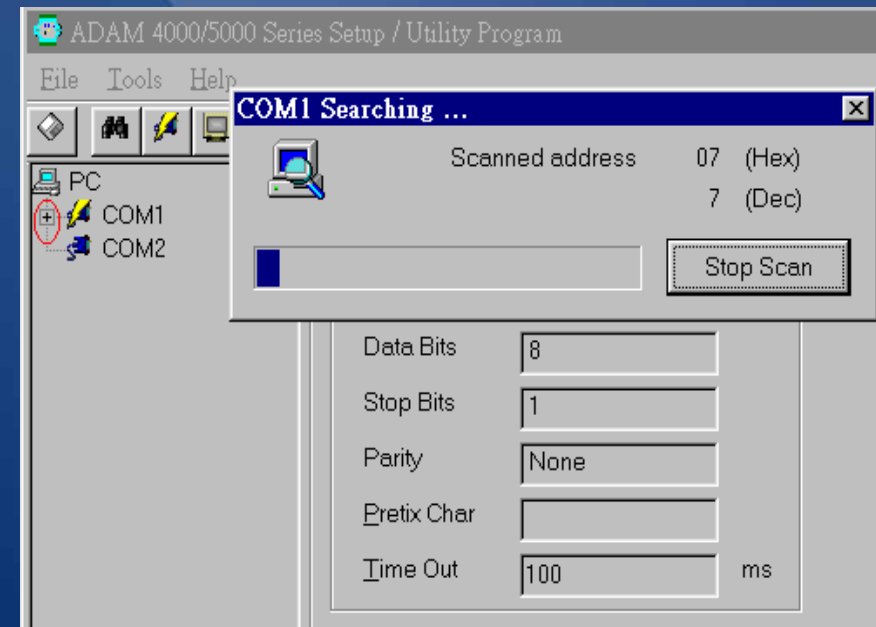 ADAM 4000/5000 Series Setup / Utility Program
File Tools Help
COM1 Searching ...
Scanned address 07 (Hex)
7 (Dec)
Stop Scan
PC
COM1
COM2
Data Bits 8
Stop Bits 1
Parity None
Pretix Char
Time Out 100 ms